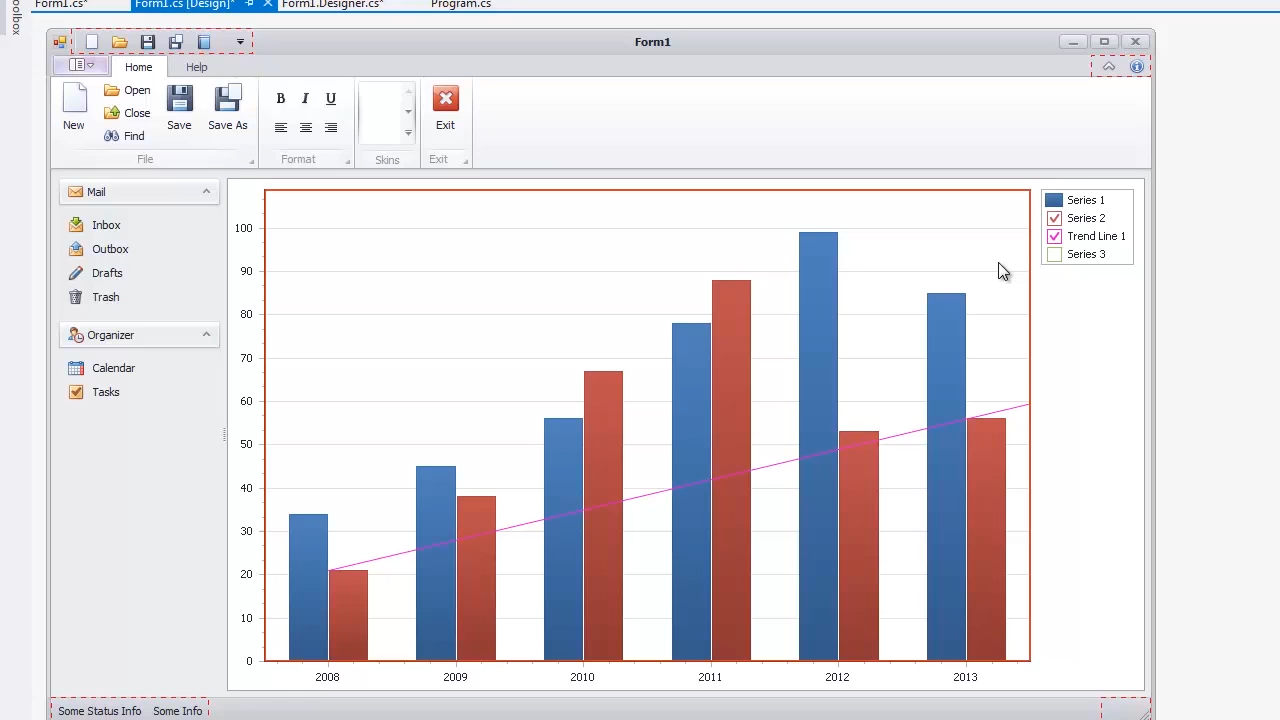 Form1.cs*
Form1.cs [Design]*
Form1.Designer.cs*
Program.cs
Toolbox
Form1
Home
Help
New
Open
Close
Find
Save
Save As
File
B I U
Format
Skins
Exit
Exit
Mail
Inbox
Outbox
Drafts
Trash
Organizer
Calendar
Tasks
100
90
80
70
60
50
40
30
20
10
0
2008 2009 2010 2011 2012 2013
Series 1
Series 2
Trend Line 1
Series 3
Some Status Info Some Info